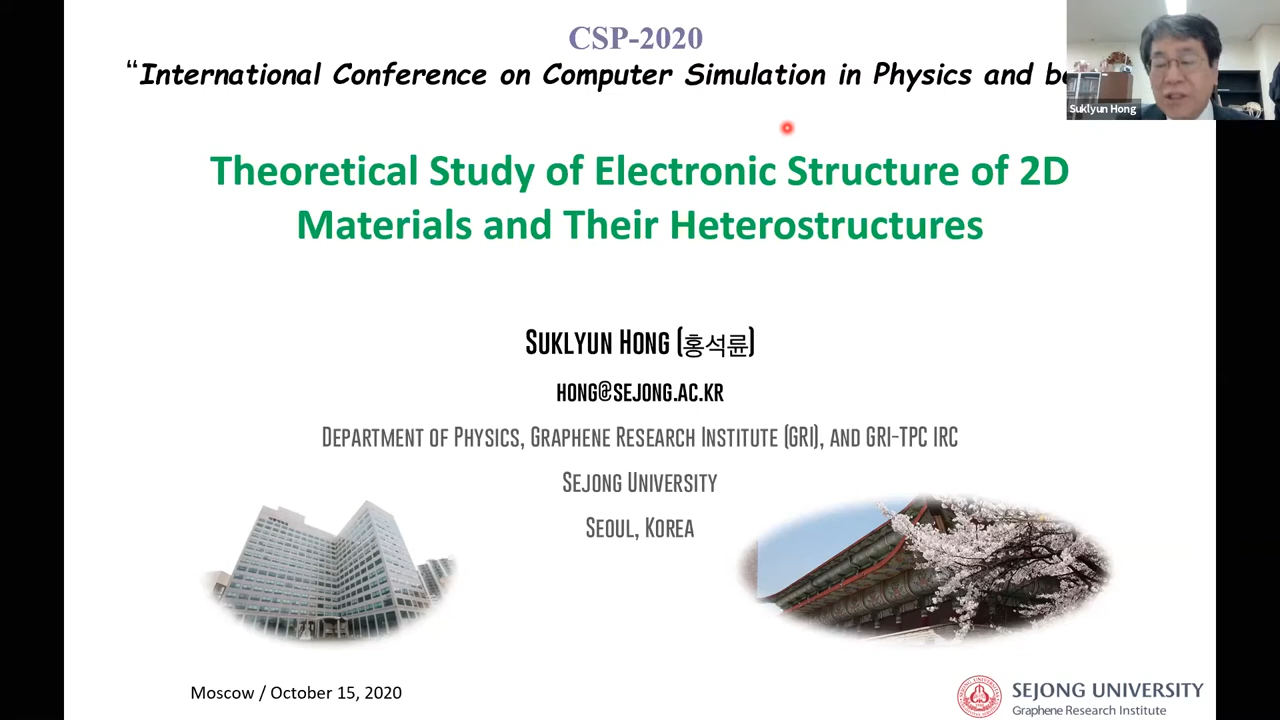 CSP-2020
“International Conference on Computer Simulation in Physics and
Suklyun Hong
Theoretical Study of Electronic Structure of 2D
Materials and Their Heterostructures
Suklyun Hong (홍석륜)
hong@sejong.ac.kr
Department of Physics, Graphene Research Institute (GRI), and GRI-TPC IRC
Sejong University
Seoul, Korea
Moscow / October 15, 2020
SEJONG UNIVERSITY
Graphene Research Institute